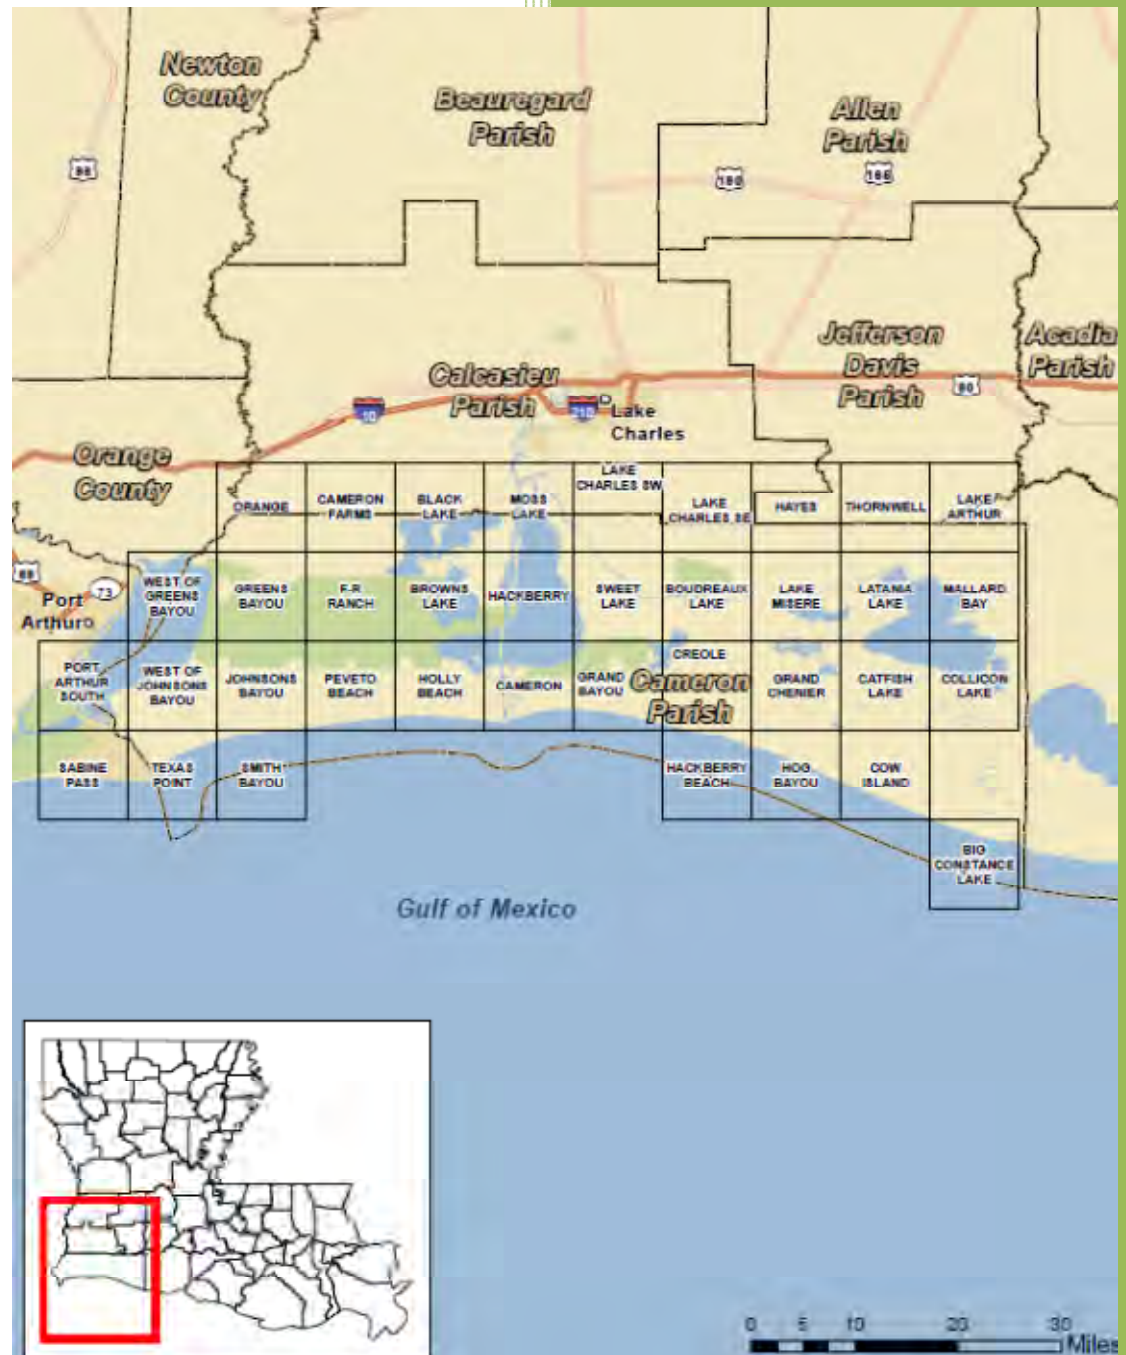 Newton
County
Beauregard
Parish
Allen
Parish
96
190
165
Jefferson
Davis
Parish
Acadia
Parish
Calcasieu
Parish
90
10
210
Lake
Charles
Orange
County
ORANGE
CAMERON
FARMS
BLACK
LAKE
MOSS
LAKE
LAKE
CHARLES SW
LAKE
CHARLES SE
HAYES
THORNWELL
LAKE
ARTHUR
73
Port
Arthur
WEST OF
GREENS
BAYOU
GREENS
BAYOU
F-R
RANCH
BROWNS
LAKE
HACKBERRY
SWEET
LAKE
BOUDREAUX
LAKE
LAKE
MISERE
LATANIA
LAKE
MALLARD
BAY
PORT
ARTHUR
SOUTH
WEST OF
JOHNSONS
BAYOU
JOHNSONS
BAYOU
PEVETO
BEACH
HOLLY
BEACH
CAMERON
GRAND
BAYOU
CREOLE
Cameron
Parish
GRAND
CHENIER
CATFISH
LAKE
COLLICON
LAKE
SABINE
PASS
TEXAS
POINT
SMITH
BAYOU
HACKBERRY
BEACH
HOG
BAYOU
COW
ISLAND
BIG
CONSTANCE
LAKE
Gulf of Mexico
0 5 10 20 30
Miles